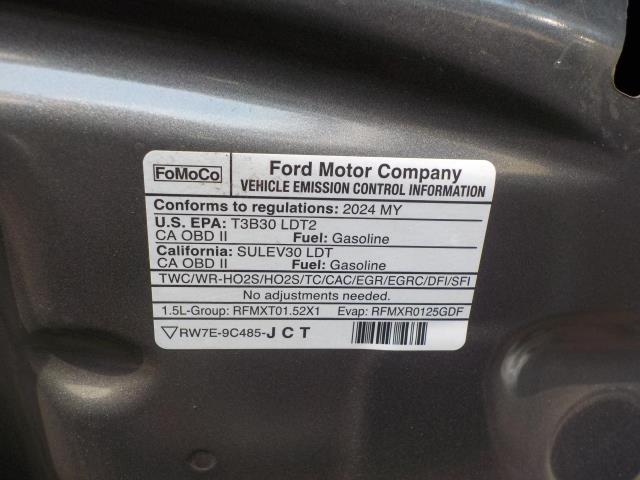 FoMoCo
Ford Motor Company
VEHICLE EMISSION CONTROL INFORMATION
Conforms to regulations: 2024 MY
U.S. EPA: T3B30 LDT2
CA OBD II Fuel: Gasoline
California: SULEV30 LDT
CA OBD II Fuel: Gasoline
TWC/WR-HO2S/HO2S/TC/CAC/EGR/EGRC/DFI/SFI
No adjustments needed.
1.5L-Group: RFMXT01.52X1 Evap: RFMXR0125GDF
RW7E-9C485-J C T